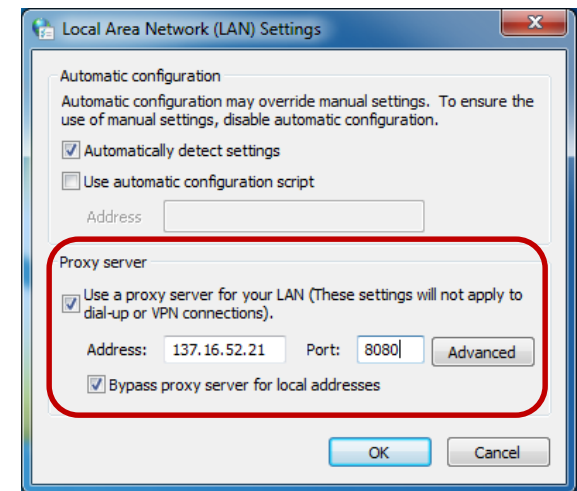 Local Area Network (LAN) Settings
Automatic configuration
Automatic configuration may override manual settings. To ensure the
use of manual settings, disable automatic configuration.
Automatically detect settings
Use automatic configuration script
Address
Proxy server
Use a proxy server for your LAN (These settings will not apply to
dial-up or VPN connections).
Address: 137.16.52.21 Port: 8080 Advanced
Bypass proxy server for local addresses
OK Cancel